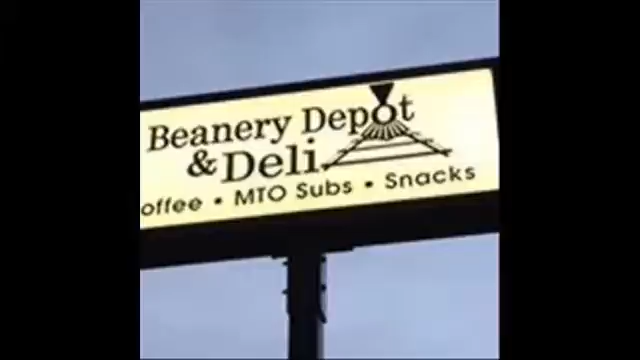 Beanery Depot
& Deli
offee • MTO Subs • Snacks